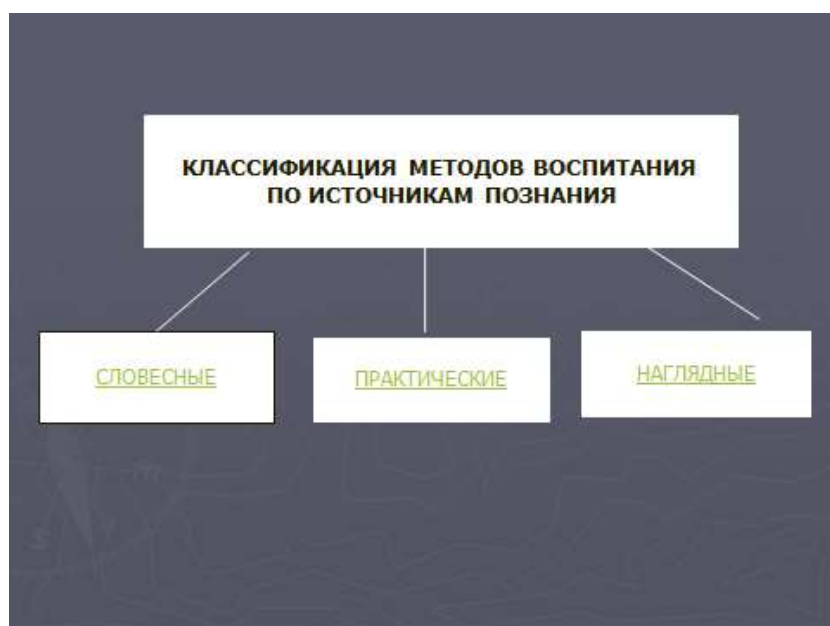 КЛАССИФИКАЦИЯ МЕТОДОВ ВОСПИТАНИЯ
ПО ИСТОЧНИКАМ ПОЗНАНИЯ
СЛОВЕСНЫЕ
ПРАКТИЧЕСКИЕ
НАГЛЯДНЫЕ